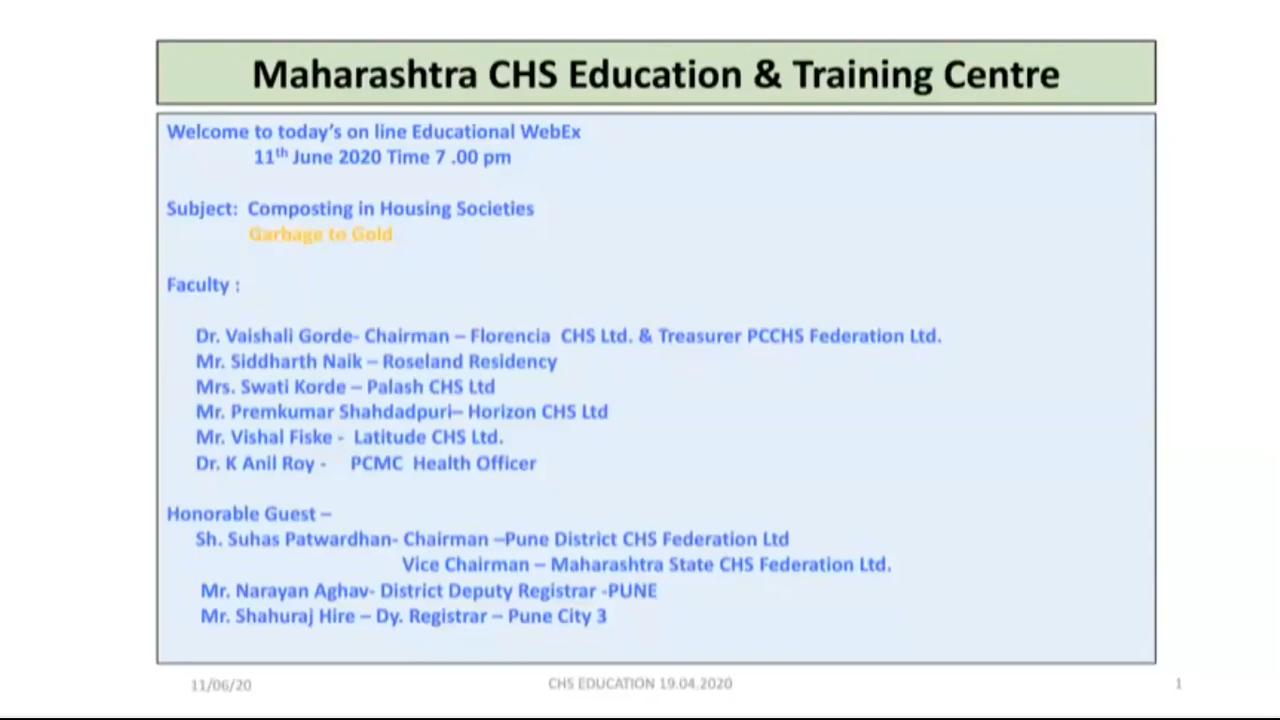 Maharashtra CHS Education & Training Centre
Welcome to today's on line Educational WebEx
11th June 2020 Time 7 .00 pm
Subject: Composting in Housing Societies
Garbage to Gold
Faculty :
Dr. Vaishali Gorde- Chairman – Florencia CHS Ltd. & Treasurer PCCHS Federation Ltd.
Mr. Siddharth Naik – Roseland Residency
Mrs. Swati Korde – Palash CHS Ltd
Mr. Premkumar Shahdadpuri– Horizon CHS Ltd
Mr. Vishal Fiske - Latitude CHS Ltd.
Dr. K Anil Roy - PCMC Health Officer
Honorable Guest –
Sh. Suhas Patwardhan- Chairman –Pune District CHS Federation Ltd
Vice Chairman – Maharashtra State CHS Federation Ltd.
Mr. Narayan Aghav- District Deputy Registrar -PUNE
Mr. Shahuraj Hire – Dy. Registrar – Pune City 3
11/06/20 CHS EDUCATION 19.04.2020 1